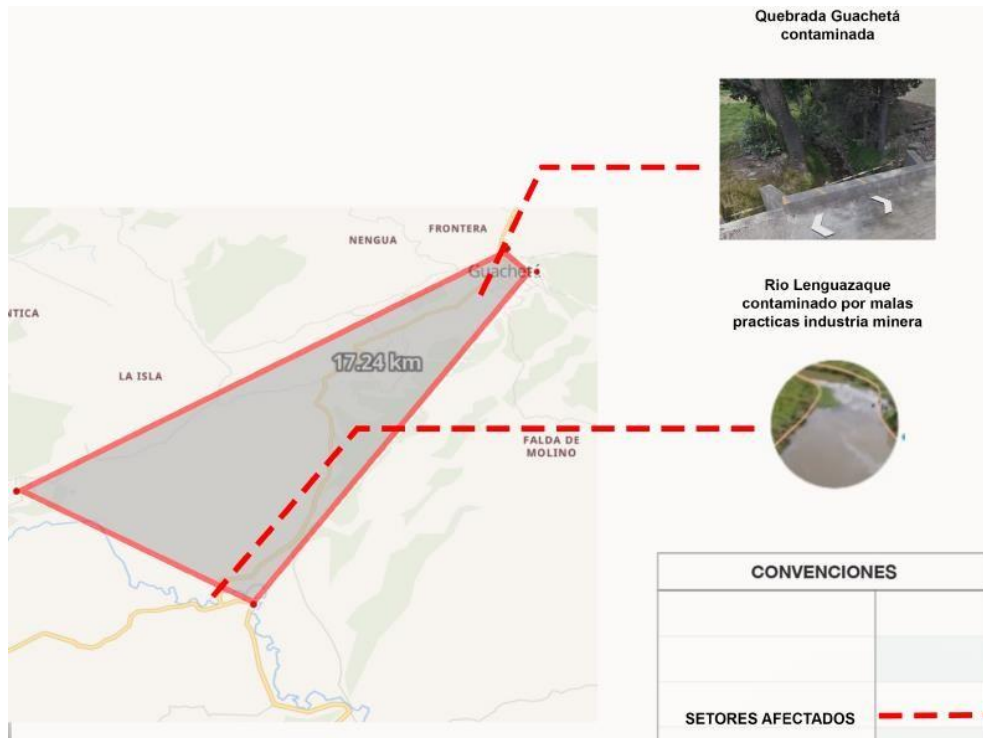 Quebrada Guachetá
contaminada
FRONTERA
NENGUA
Guachetá
Rio Lenguazaque
contaminado por malas
practicas industria minera
NTICA
17.24 km
LA ISLA
FALDA DE
MOLINO
CONVENCIONES
SETORES AFECTADOS